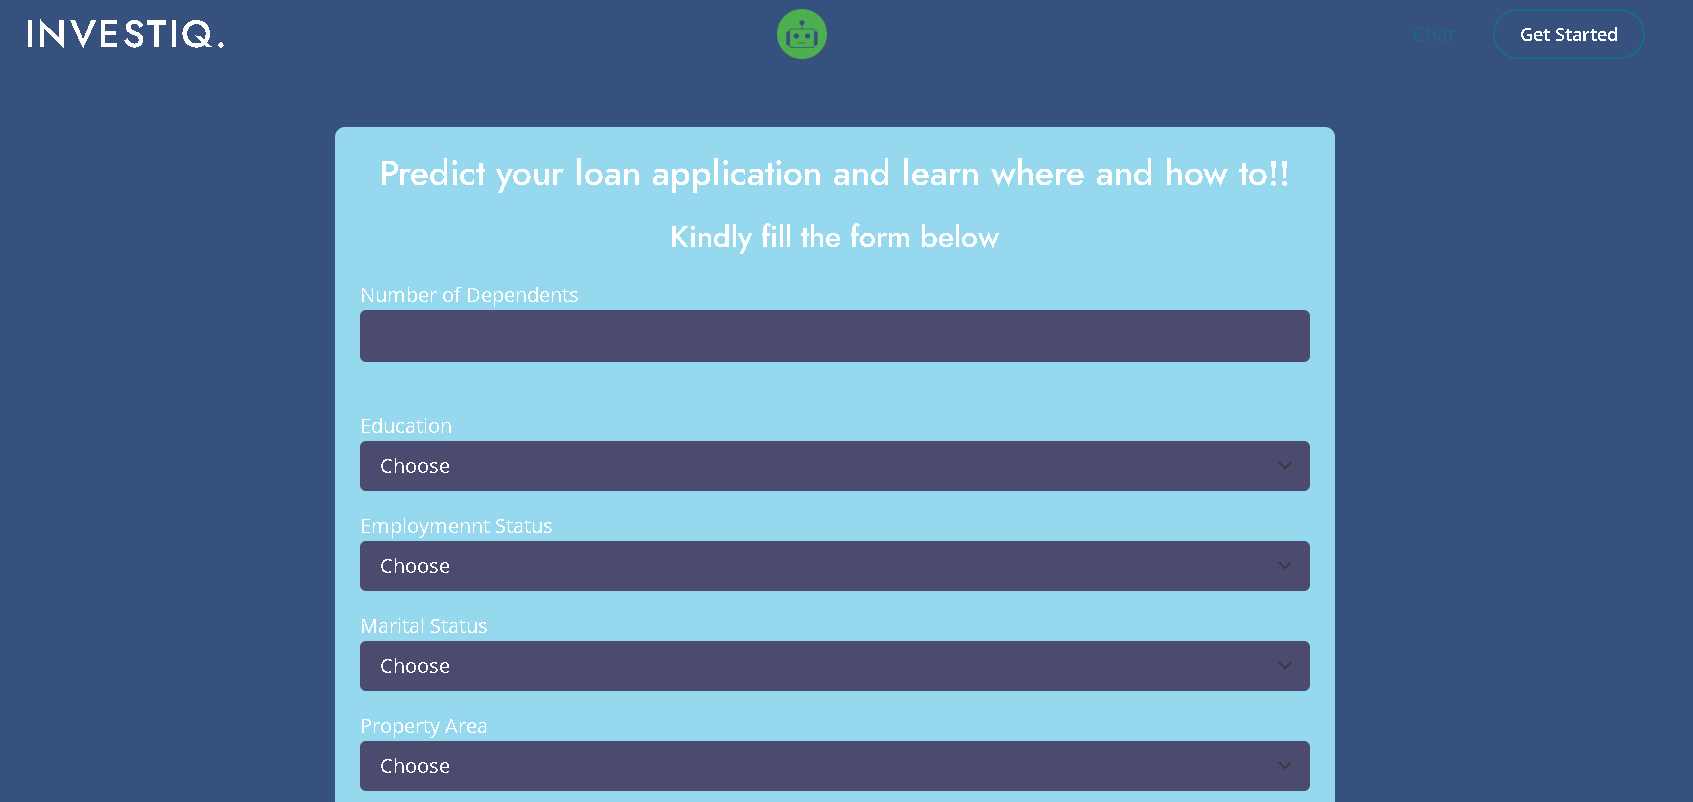 INVESTIQ.
Chat
Get Started
Predict your loan application and learn where and how to!!
Kindly fill the form below
Number of Dependents
Education
Choose
Employmennt Status
Choose
Marital Status
Choose
Property Area
Choose